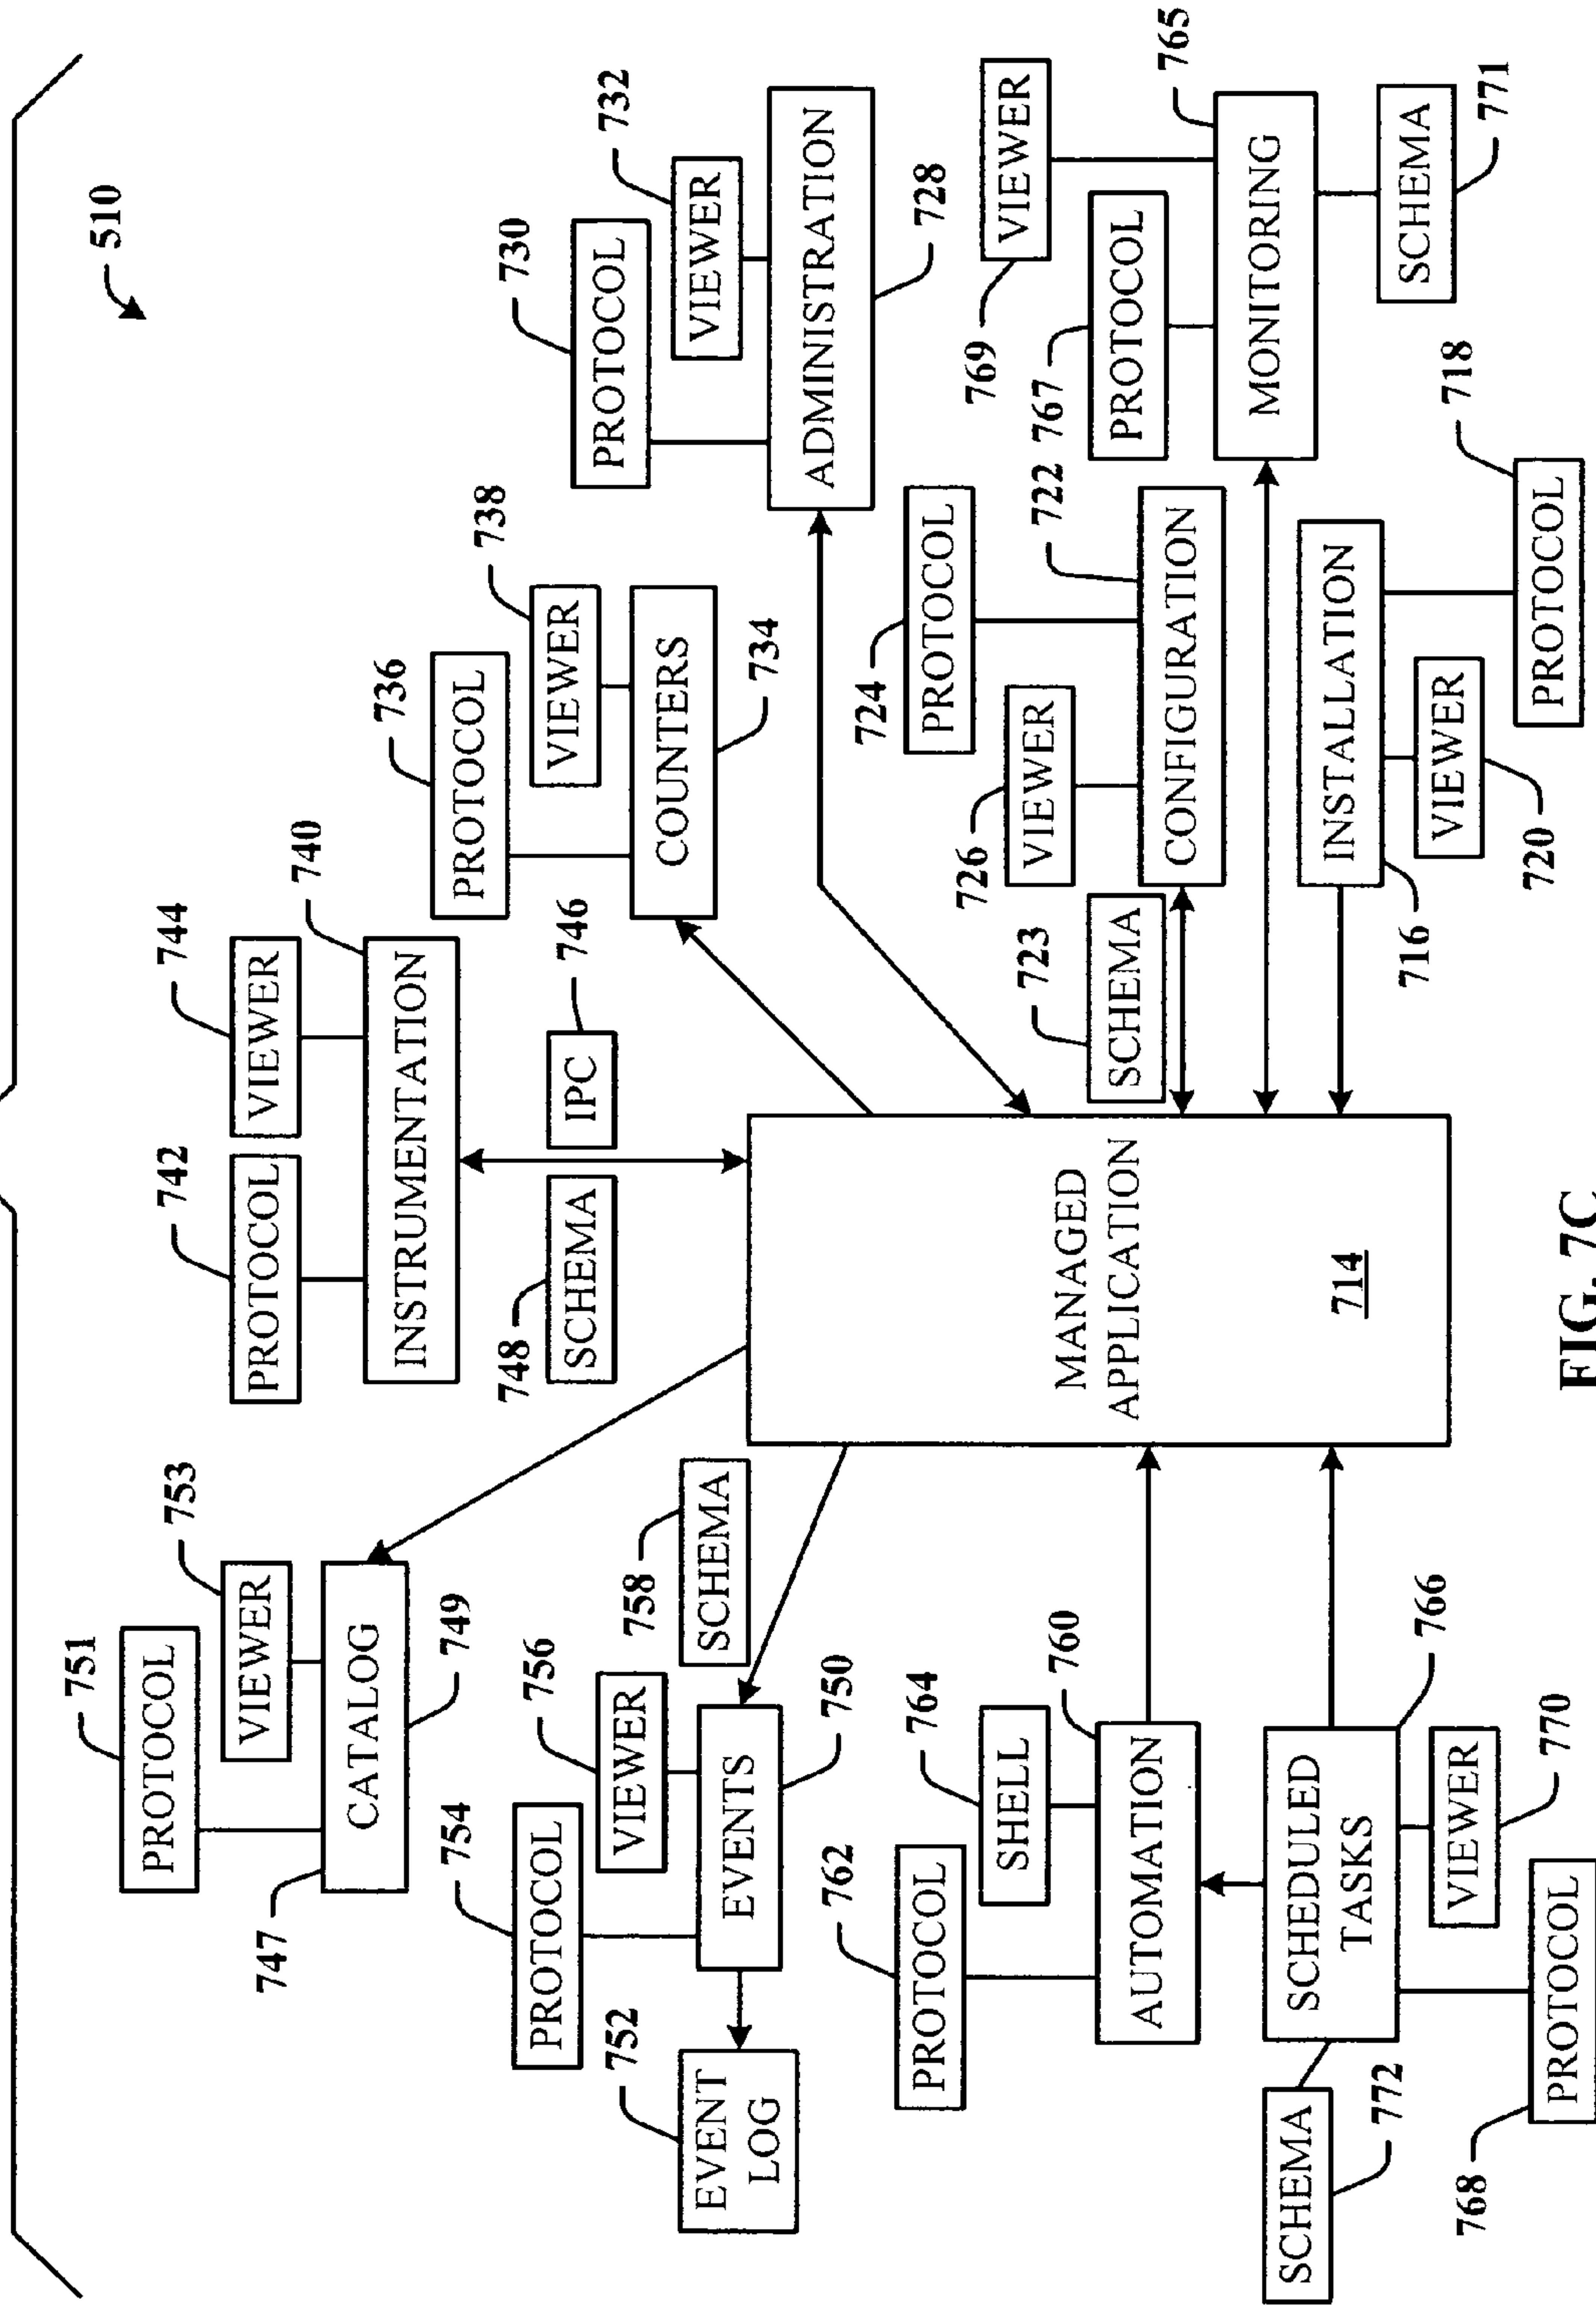 510
751
PROTOCOL
753
VIEWER
CATALOG
747
749
742
PROTOCOL
744
VIEWER
740
INSTRUMENTATION
748
SCHEMA
746
IPC
736
PROTOCOL
738
VIEWER
COUNTERS
734
730
PROTOCOL
732
VIEWER
ADMINISTRATION
728
752
EVENT
LOG
754
PROTOCOL
756
VIEWER
EVENTS
750
758
SCHEMA
762
PROTOCOL
764
SHELL
760
AUTOMATION
MANAGED
APPLICATION
714
723
SCHEMA
726
VIEWER
724
PROTOCOL
722
CONFIGURATION
769
VIEWER
767
PROTOCOL
765
MONITORING
SCHEMA
771
SCHEMA
772
SCHEDULED
TASKS
766
VIEWER
770
768
PROTOCOL
716
INSTALLATION
VIEWER
720
718
PROTOCOL
FIG. 7C